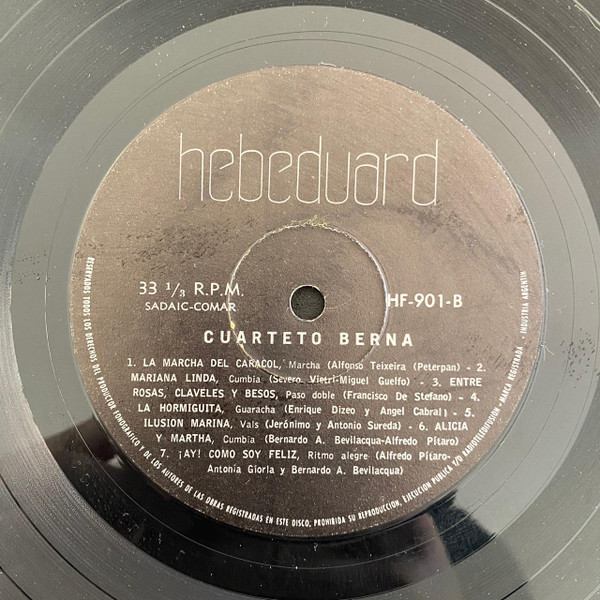 hebeduard
33 1/3 R.P.M.
SADAIC-COMAR
HF-901-B
CUARTETO BERNA
1. LA MARCHA DEL CARACOL, Marcha (Alfonso Teixeira (Peterpan) - 2.
MARIANA LINDA, Cumbia (Severo Vietri-Miguel Guelfo) - 3. ENTRE
ROSAS, CLAVELES Y BESOS, Paso doble (Francisco De Stefano) - 4.
LA HORMIGUITA, Guaracha (Enrique Dizeo y Angel Cabral) - 5.
ILUSION MARINA, Vals (Jerónimo y Antonio Sureda) - 6. ALICIA
Y MARTHA, Cumbia (Bernardo A. Bevilacqua-Alfredo Pítaro)
7. ¡AY! COMO SOY FELIZ, Ritmo alegre (Alfredo Pítaro-
Antonía Giorla y Bernardo A. Bevilacqua)
RESERVADOS TODOS LOS DERECHOS DEL PRODUCTOR FONOGRAFICO Y DE LOS AUTORES DE LAS OBRAS REGISTRADAS EN ESTE DISCO, PROHIBIDA SU REPRODUCCION, EJECUCION PUBLICA Y/O RADIOTELEDIFUSION - MARCA REGISTRADA - INDUSTRIA ARGENTIN